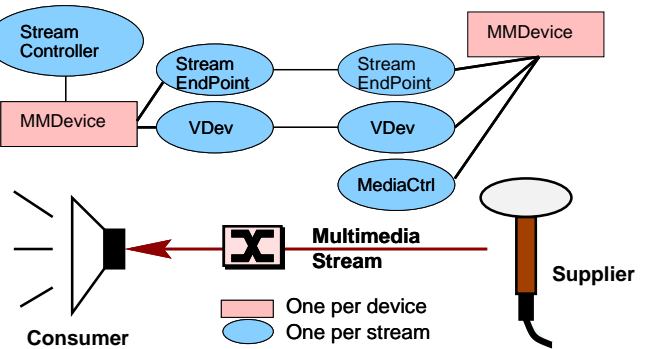 Stream
Controller
MMDevice
Stream
EndPoint
Stream
EndPoint
MMDevice
VDev
VDev
MediaCtrl
Multimedia
Stream
Supplier
One per device
One per stream
Consumer